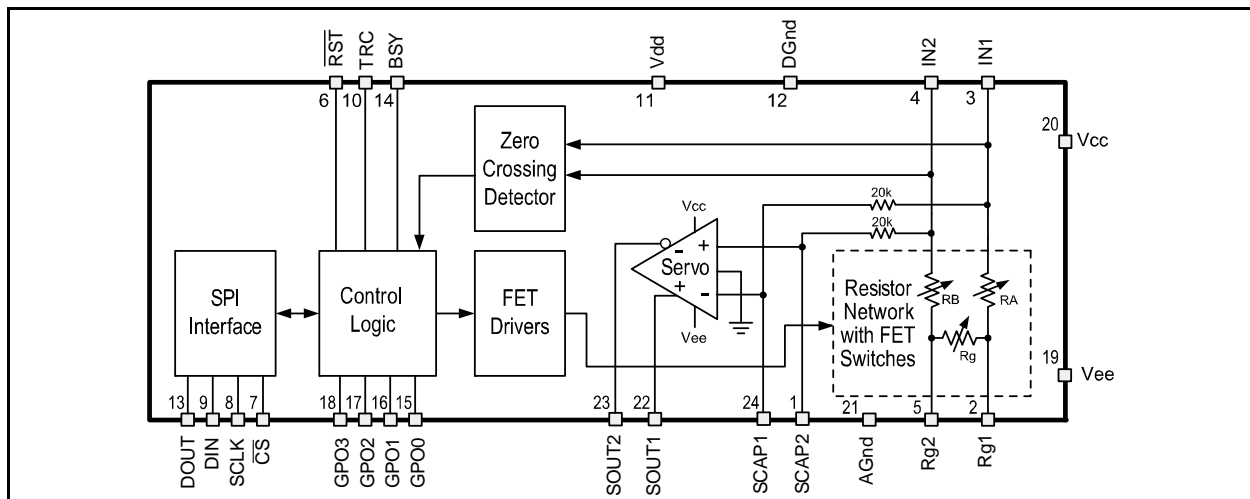 RST
TRC
BSY
Vdd
DGnd
IN2
IN1
6
10
14
11
12
4
3
20
Vcc
Zero
Crossing
Detector
20k
20k
Vcc
+
-
Servo
+
-
Vee
SPI
Interface
Control
Logic
FET
Drivers
Resistor
Network
with FET
Switches
RB
RA
Rg
19
Vee
13
9
8
7
18
17
16
15
23
22
24
1
21
5
2
DOUT
DIN
SCLK
CS
GPO3
GPO2
GPO1
GPO0
SOUT2
SOUT1
SCAP1
SCAP2
AGnd
Rg2
Rg1